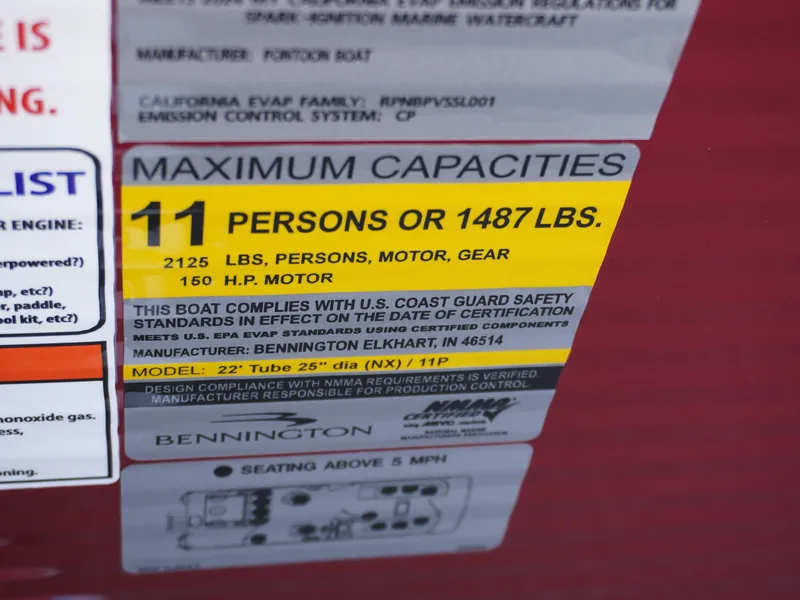 SPARK-IGNITION MARINE WATERCRAFT
MANUFACTURER: PONTOON BOAT
CALIFORNIA EVAP FAMILY: RPNBPVSSL001
EMISSION CONTROL SYSTEM: CP
E IS
NG.
LIST
R ENGINE:
erpowered?)
ap, etc?)
er, paddle,
ool kit, etc?)
monoxide gas.
ess,
oning.
MAXIMUM CAPACITIES
11 PERSONS OR 1487 LBS.
2125 LBS, PERSONS, MOTOR, GEAR
150 H.P. MOTOR
THIS BOAT COMPLIES WITH U.S. COAST GUARD SAFETY
STANDARDS IN EFFECT ON THE DATE OF CERTIFICATION
MEETS U.S. EPA EVAP STANDARDS USING CERTIFIED COMPONENTS
MANUFACTURER: BENNINGTON ELKHART, IN 46514
MODEL: 22' Tube 25" dia (NX) / 11P
DESIGN COMPLIANCE WITH NMMA REQUIREMENTS IS VERIFIED.
MANUFACTURER RESPONSIBLE FOR PRODUCTION CONTROL.
BENNINGTON
NMMA
CERTIFIED
MANUFACTURERS ASSOCIATION
SEATING ABOVE 5 MPH